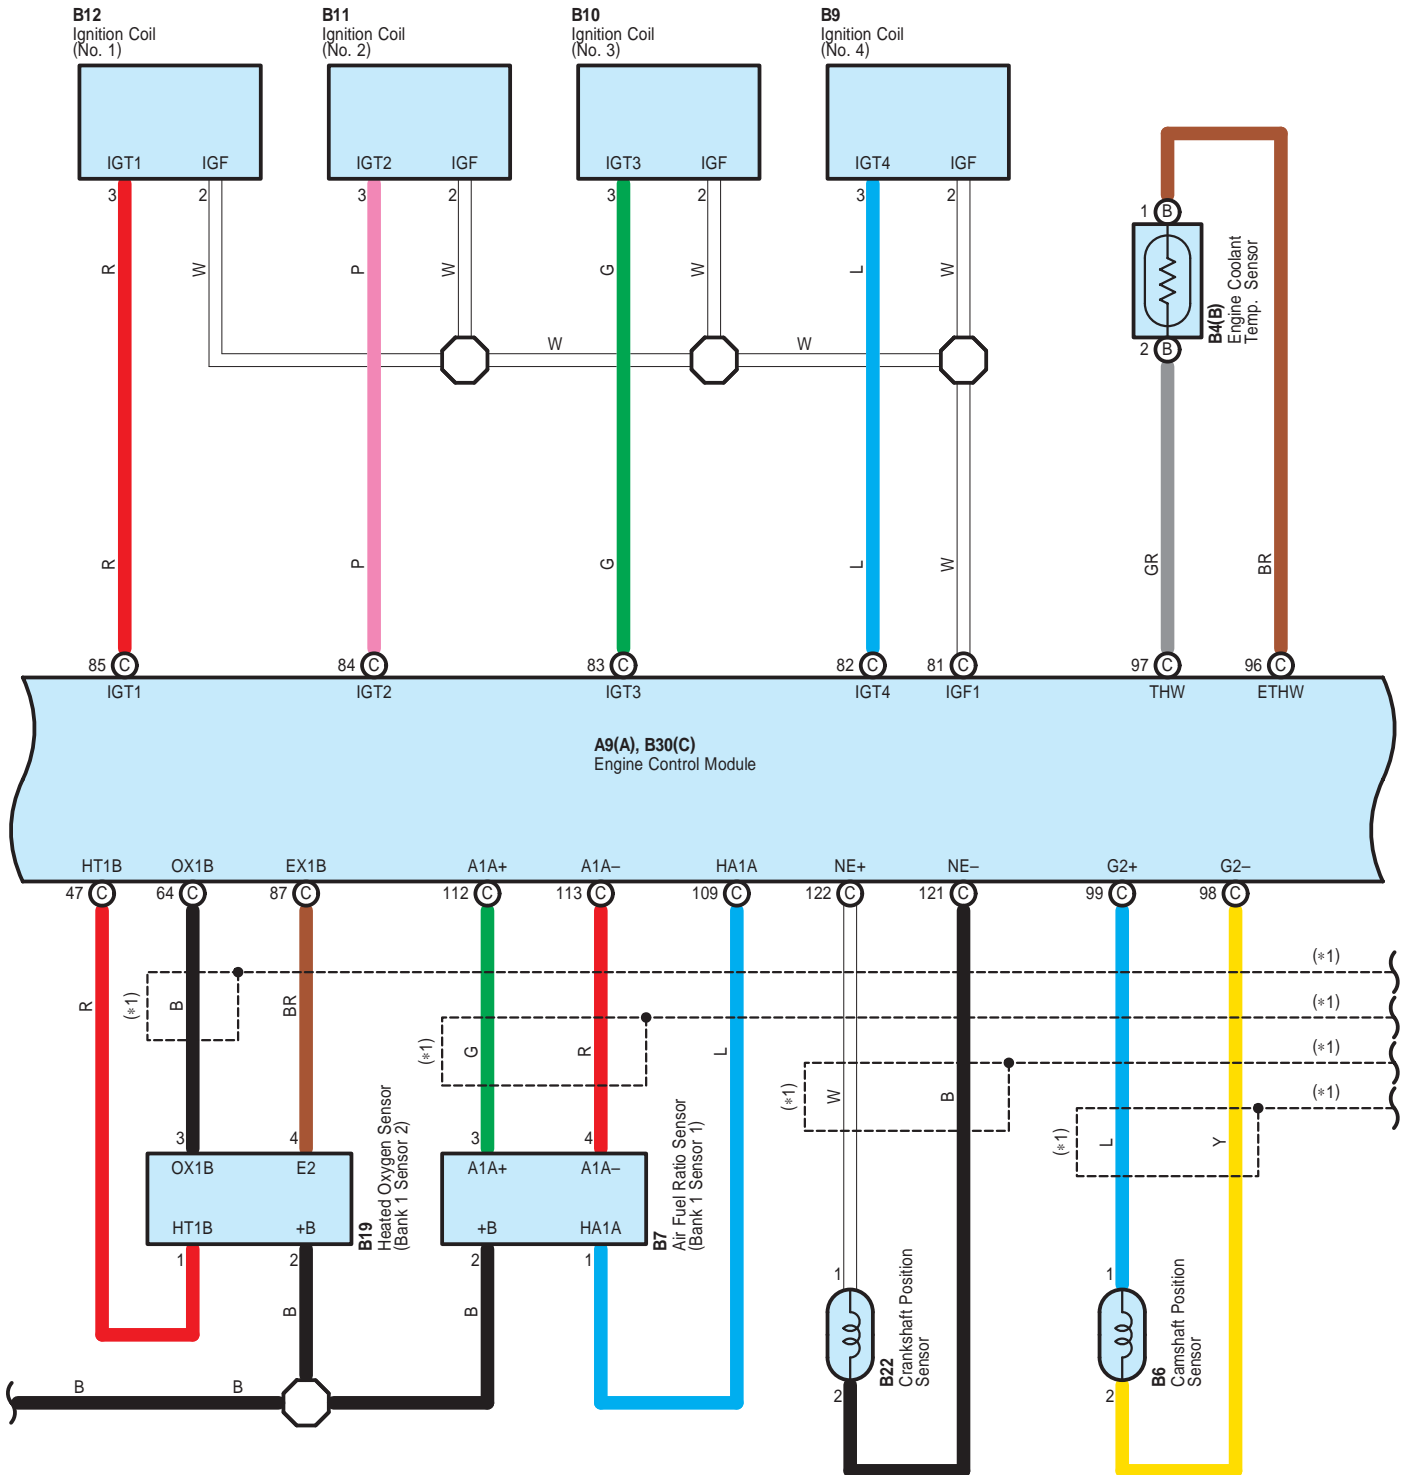 B12
Ignition Coil
(No. 1)
B11
Ignition Coil
(No. 2)
B10
Ignition Coil
(No. 3)
B9
Ignition Coil
(No. 4)
IGT1 IGF
IGT2 IGF
IGT3 IGF
IGT4 IGF
3 2
3 2
3 2
3 2
1 B
B4(B)
Engine Coolant
Temp. Sensor
2 B
R W P W G W L W
W W
R P G L W GR BR
85 C
84 C
83 C
82 C
81 C
97 C
96 C
IGT1 IGT2 IGT3 IGT4 IGF1 THW ETHW
A9(A), B30(C)
Engine Control Module
HT1B OX1B EX1B A1A+ A1A– HA1A NE+ NE– G2+ G2–
47 C
64 C
87 C
112 C
113 C
109 C
122 C
121 C
99 C
98 C
(*1)
(*1)
(*1)
(*1)
R (*1) B BR
(*1) G R L
(*1) W B
(*1) L Y
3 4
OX1B E2
HT1B +B
1 2
B19
Heated Oxygen Sensor
(Bank 1 Sensor 2)
3 4
A1A+ A1A–
+B HA1A
2 1
B7
Air Fuel Ratio Sensor
(Bank 1 Sensor 1)
B B
1
2
B22
Crankshaft Position
Sensor
1
2
B6
Camshaft Position
Sensor
B B